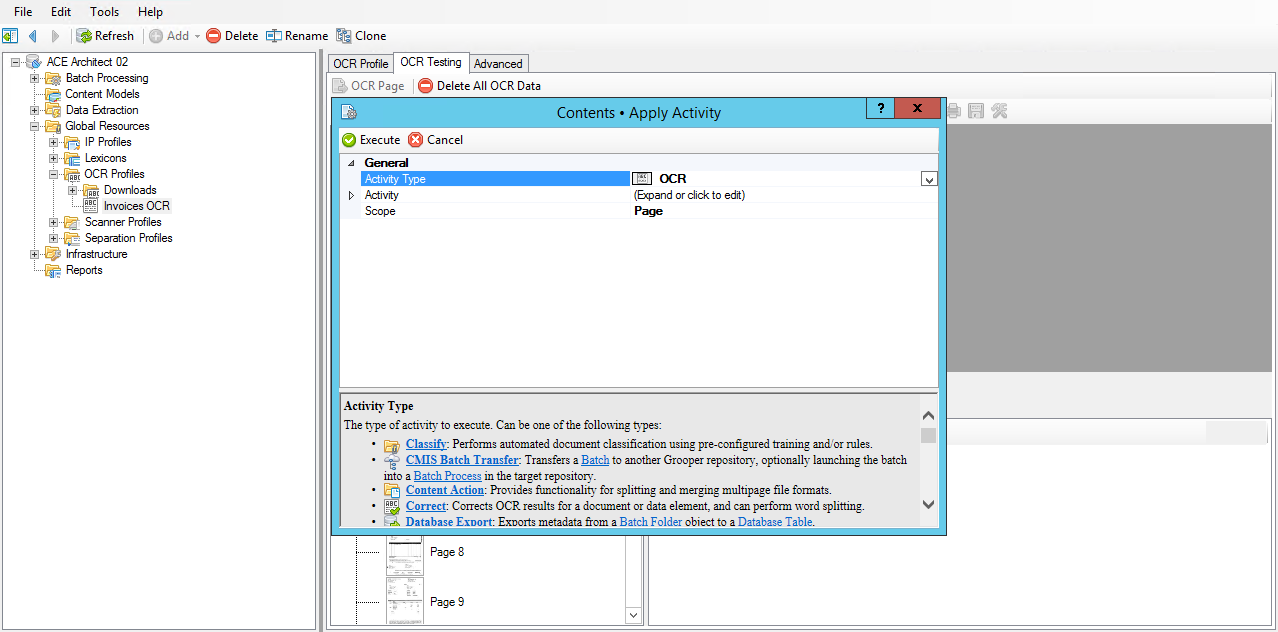 File Edit Tools Help
Refresh Add Delete Rename Clone
ACE Architect 02
Batch Processing
Content Models
Data Extraction
Global Resources
IP Profiles
Lexicons
OCR Profiles
Downloads
Invoices OCR
Scanner Profiles
Separation Profiles
Infrastructure
Reports
OCR Profile OCR Testing Advanced
OCR Page Delete All OCR Data
Contents • Apply Activity ? X
Execute Cancel
General
Activity Type OCR
Activity (Expand or click to edit)
Scope Page
Activity Type
The type of activity to execute. Can be one of the following types:
• Classify: Performs automated document classification using pre-configured training and/or rules.
• CMIS Batch Transfer: Transfers a Batch to another Grooper repository, optionally launching the batch
into a Batch Process in the target repository.
• Content Action: Provides functionality for splitting and merging multipage file formats.
• Correct: Corrects OCR results for a document or data element, and can perform word splitting.
• Database Export: Exports metadata from a Batch Folder object to a Database Table.
Page 8
Page 9